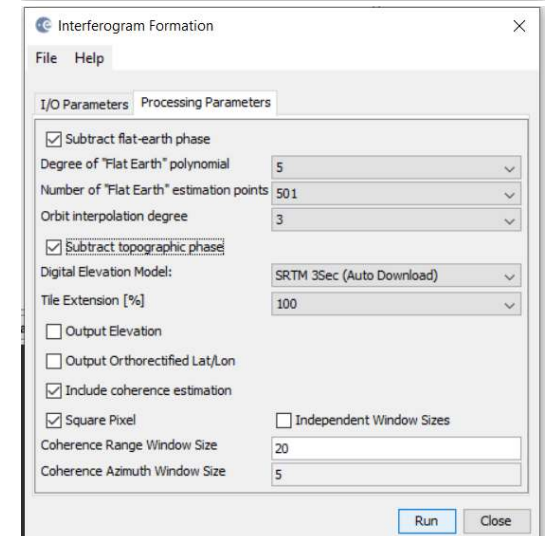 Interferogram Formation
File Help
I/O Parameters Processing Parameters
Subtract flat-earth phase
Degree of "Flat Earth" polynomial 5
Number of "Flat Earth" estimation points 501
Orbit interpolation degree 3
Subtract topographic phase
Digital Elevation Model: SRTM 3Sec (Auto Download)
Tile Extension [%] 100
Output Elevation
Output Orthorectified Lat/Lon
Include coherence estimation
Square Pixel Independent Window Sizes
Coherence Range Window Size 20
Coherence Azimuth Window Size 5
Run Close